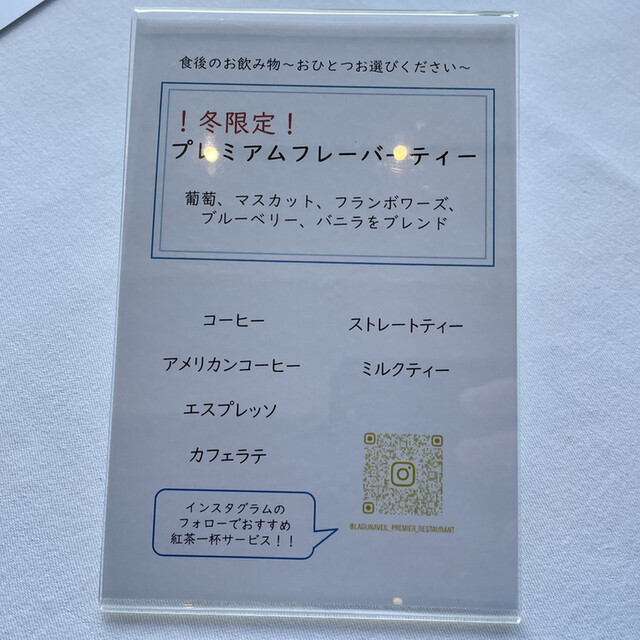 食後のお飲み物～おひとつお選びください～
！冬限定！
プレミアムフレーバーティー
葡萄、マスカット、フランボワーズ、
ブルーベリー、バニラをブレンド
コーヒー
ストレートティー
アメリカンコーヒー
ミルクティー
エスプレッソ
カフェラテ
インスタグラムの
フォローでおすすめ
紅茶一杯サービス！！
@LAGUNAVEIL_PREMIER_RESTAURANT